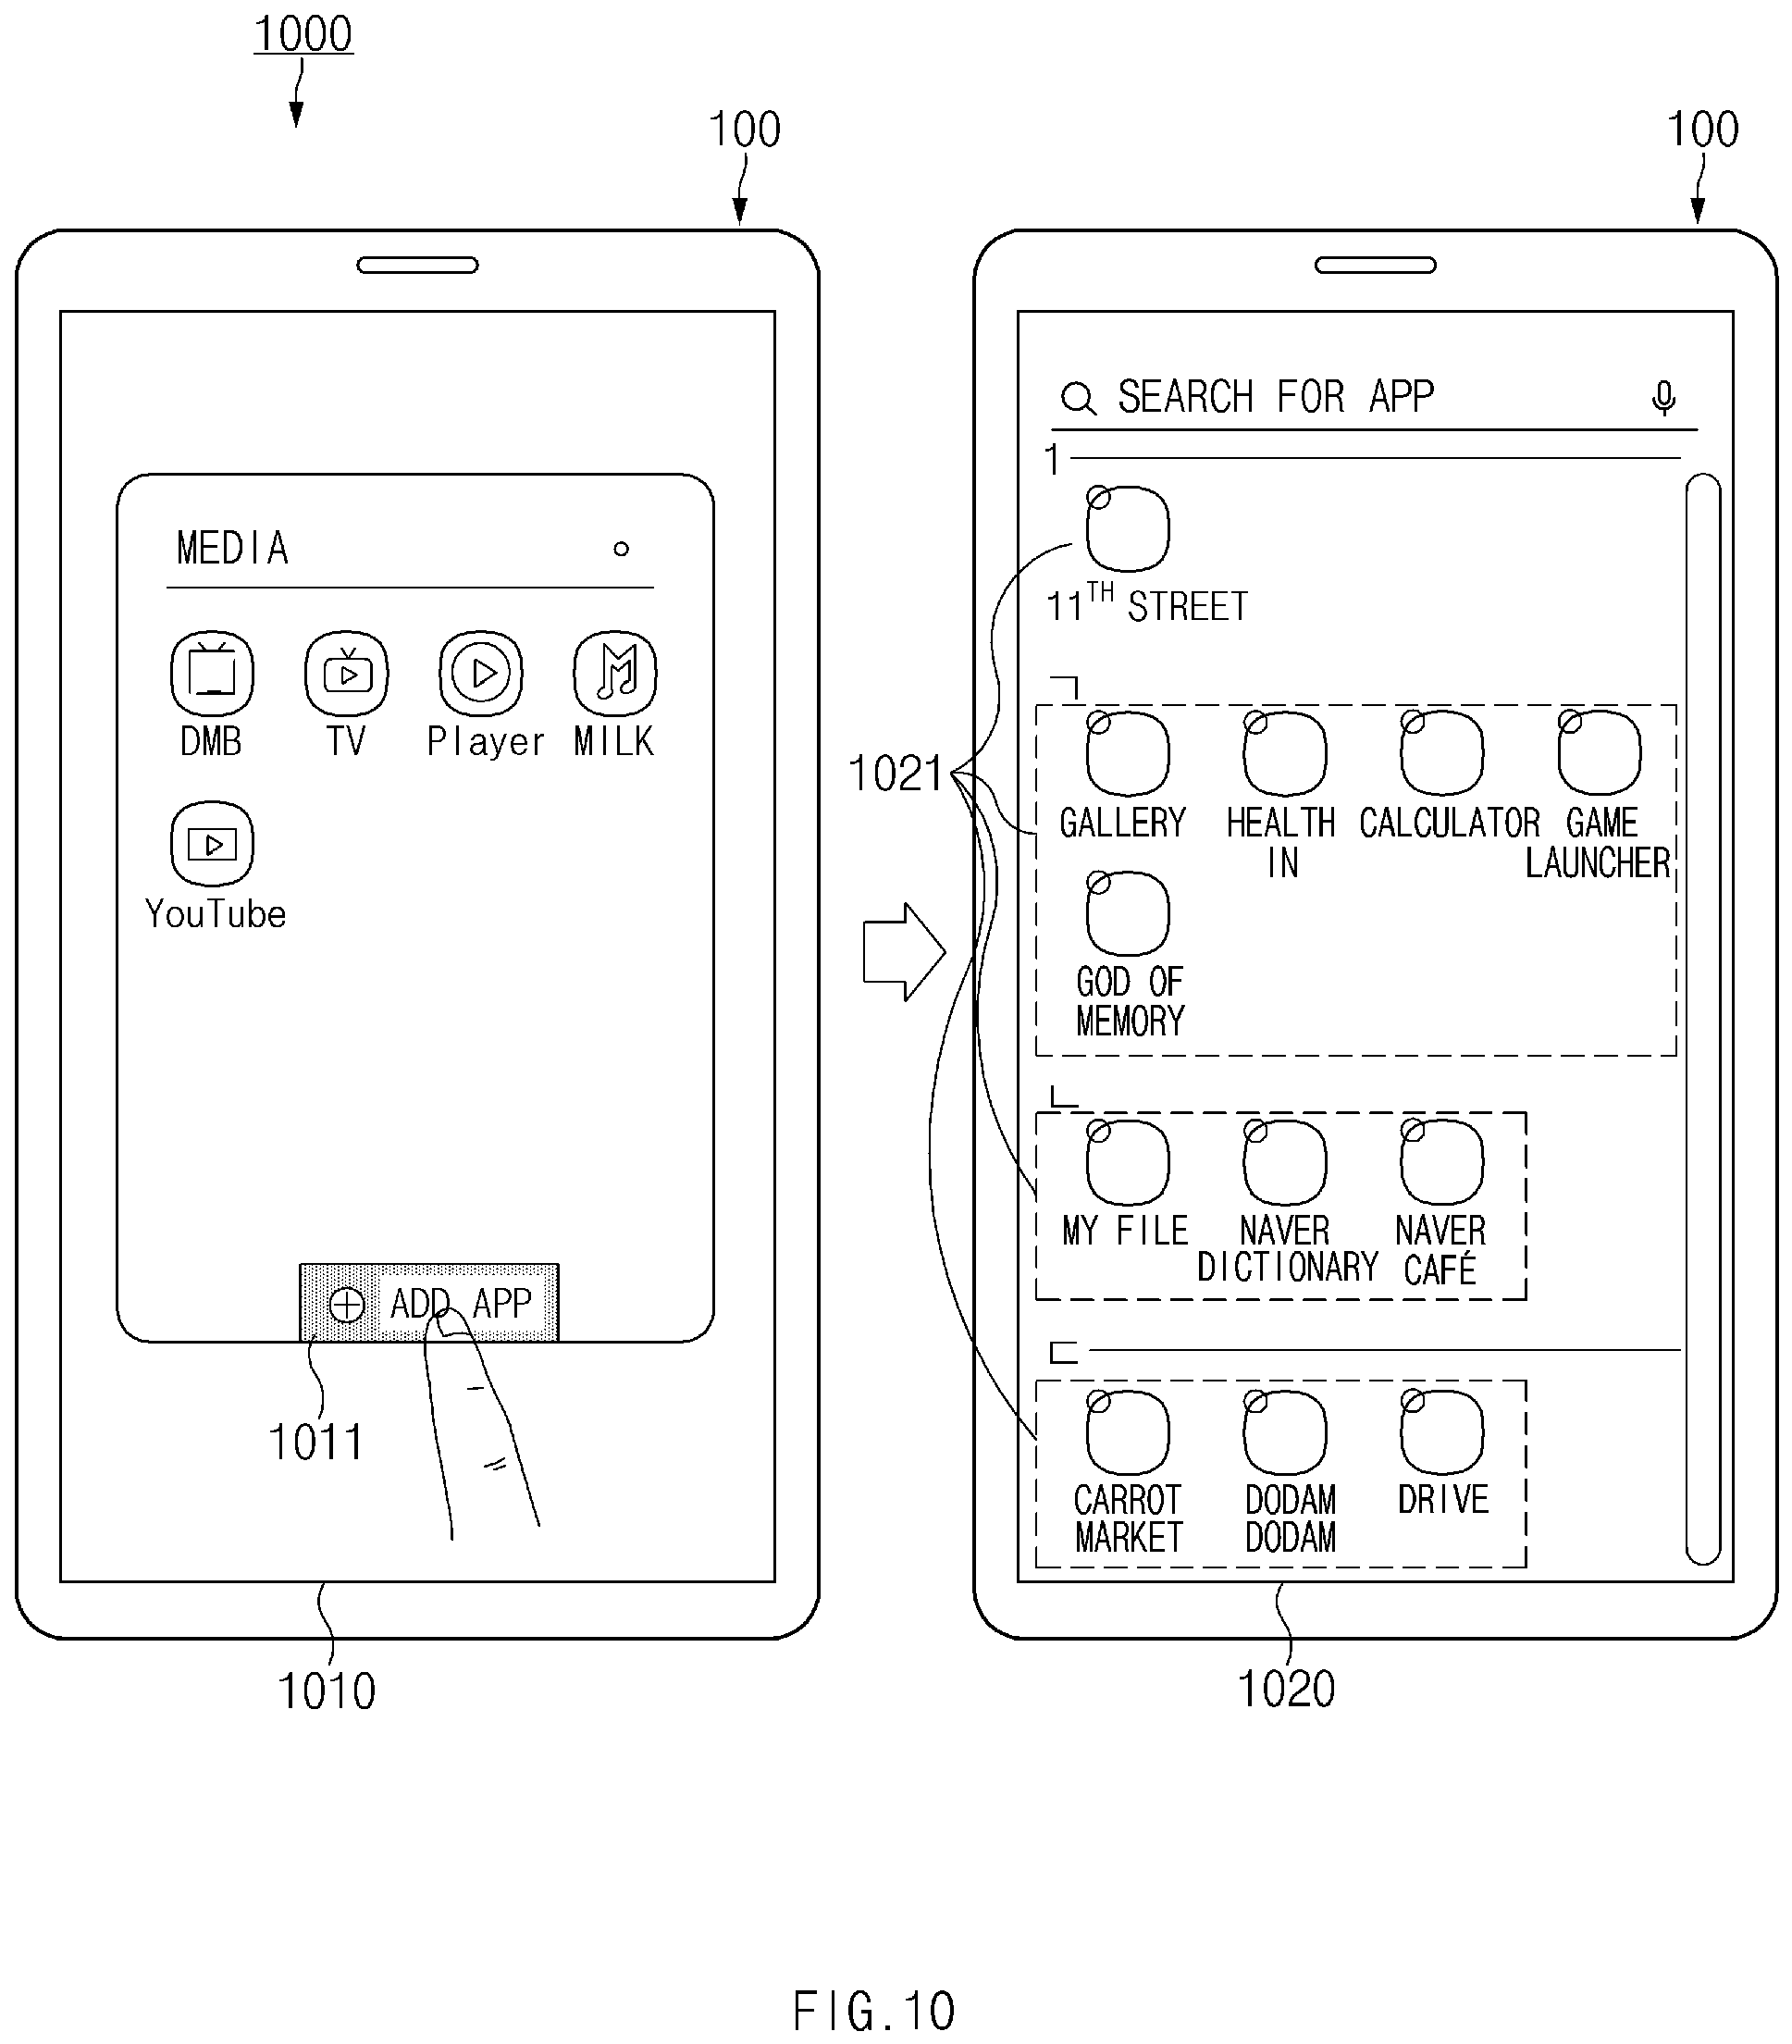 1000
100
100
SEARCH FOR APP
1
MEDIA
11TH STREET
DMB TV Player MILK
ㄱ
1021
GALLERY HEALTH IN CALCULATOR GAME LAUNCHER
YouTube
GOD OF MEMORY
ㄴ
MY FILE NAVER DICTIONARY NAVER CAFÉ
ADD APP
ㄷ
1011
CARROT MARKET DODAM DODAM DRIVE
1010
1020
FIG.10